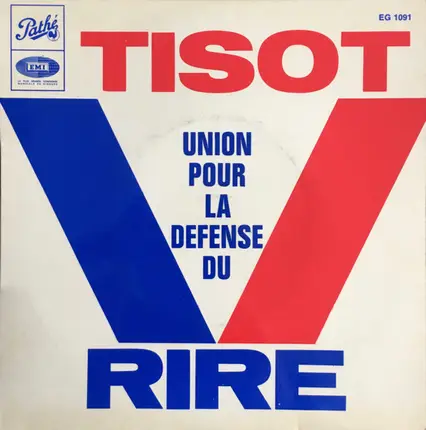 Pathé
EMI
EG 1091
TISOT
V
UNION
POUR
LA
DEFENSE
DU
RIRE